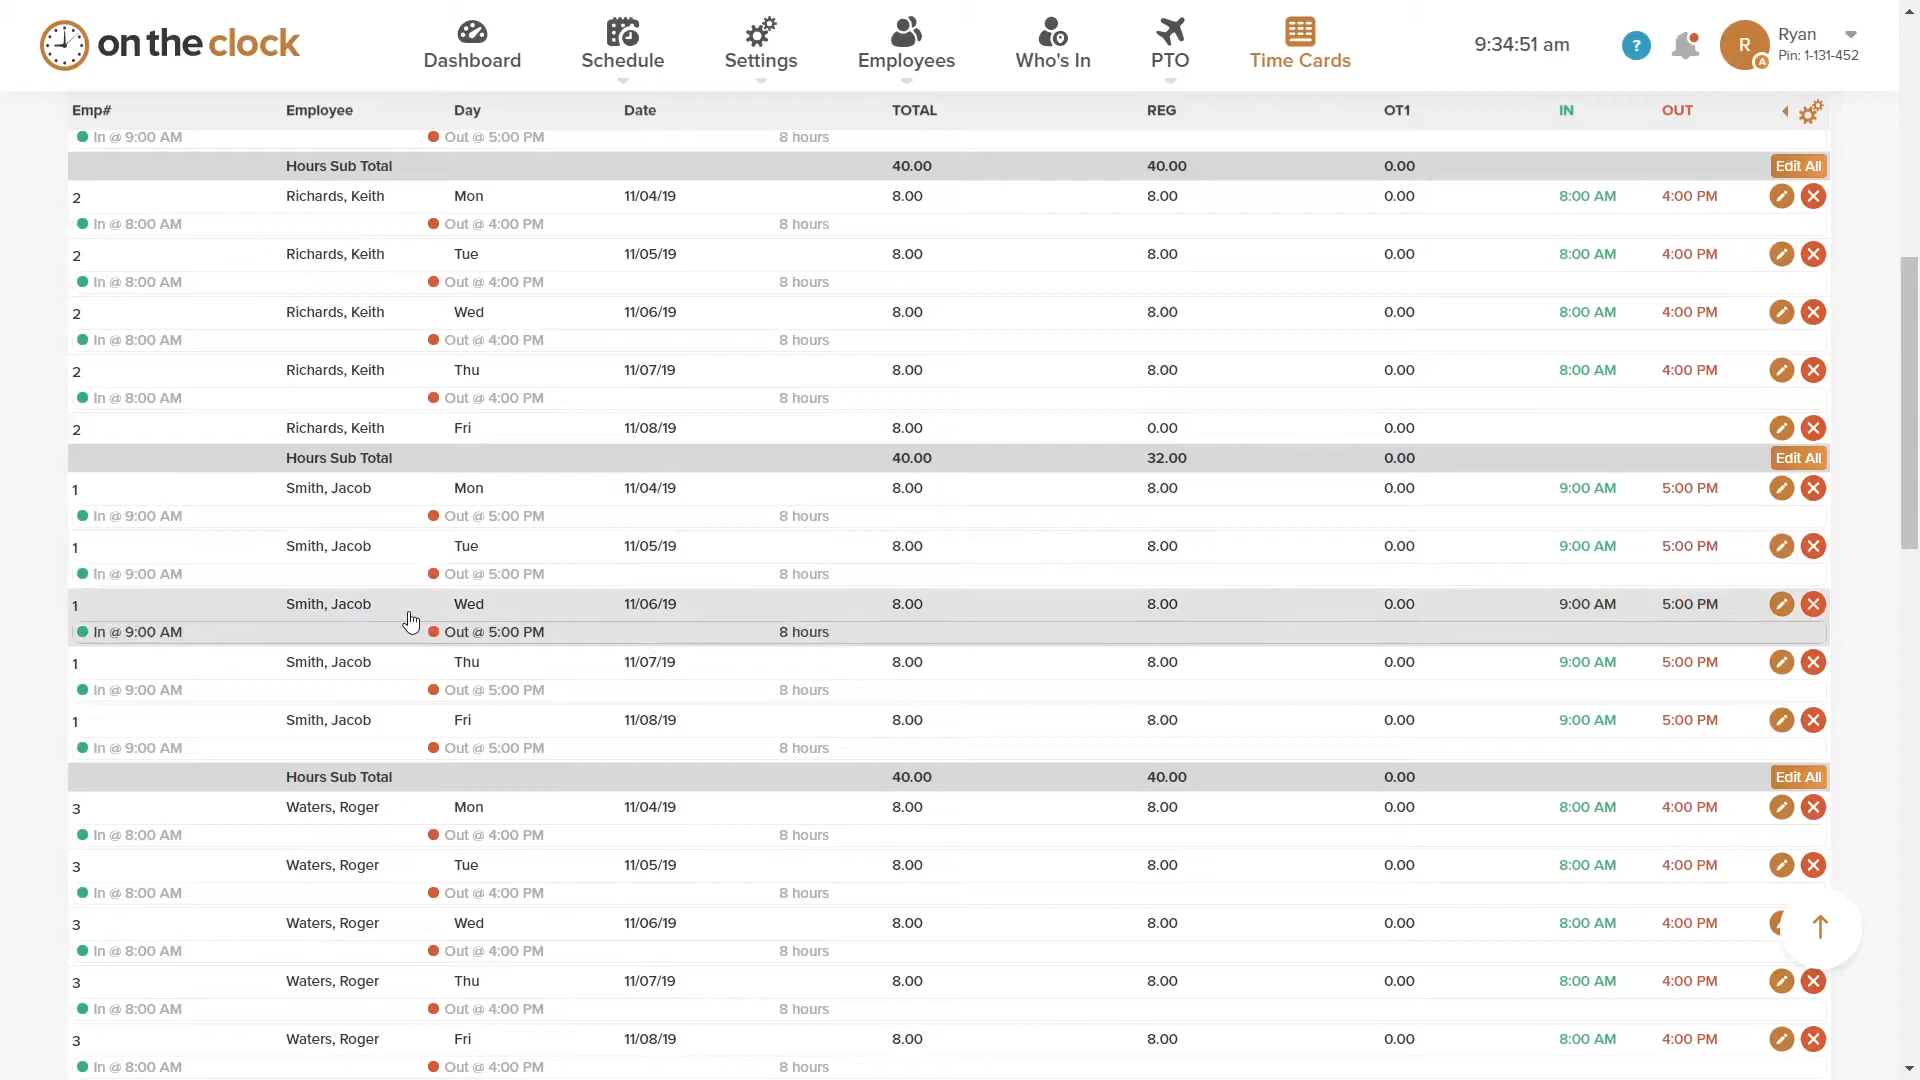 on the clock
Dashboard Schedule Settings Employees Who's In PTO Time Cards 9:34:51 am ? R A Ryan Pin: 1-131-452
Emp# Employee Day Date TOTAL REG OT1 IN OUT
In @ 9:00 AM Out @ 5:00 PM 8 hours
Hours Sub Total 40.00 40.00 0.00 Edit All
2 Richards, Keith Mon 11/04/19 8.00 8.00 0.00 8:00 AM 4:00 PM
In @ 8:00 AM Out @ 4:00 PM 8 hours
2 Richards, Keith Tue 11/05/19 8.00 8.00 0.00 8:00 AM 4:00 PM
In @ 8:00 AM Out @ 4:00 PM 8 hours
2 Richards, Keith Wed 11/06/19 8.00 8.00 0.00 8:00 AM 4:00 PM
In @ 8:00 AM Out @ 4:00 PM 8 hours
2 Richards, Keith Thu 11/07/19 8.00 8.00 0.00 8:00 AM 4:00 PM
In @ 8:00 AM Out @ 4:00 PM 8 hours
2 Richards, Keith Fri 11/08/19 8.00 0.00 0.00
Hours Sub Total 40.00 32.00 0.00 Edit All
1 Smith, Jacob Mon 11/04/19 8.00 8.00 0.00 9:00 AM 5:00 PM
In @ 9:00 AM Out @ 5:00 PM 8 hours
1 Smith, Jacob Tue 11/05/19 8.00 8.00 0.00 9:00 AM 5:00 PM
In @ 9:00 AM Out @ 5:00 PM 8 hours
1 Smith, Jacob Wed 11/06/19 8.00 8.00 0.00 9:00 AM 5:00 PM
In @ 9:00 AM Out @ 5:00 PM 8 hours
1 Smith, Jacob Thu 11/07/19 8.00 8.00 0.00 9:00 AM 5:00 PM
In @ 9:00 AM Out @ 5:00 PM 8 hours
1 Smith, Jacob Fri 11/08/19 8.00 8.00 0.00 9:00 AM 5:00 PM
In @ 9:00 AM Out @ 5:00 PM 8 hours
Hours Sub Total 40.00 40.00 0.00 Edit All
3 Waters, Roger Mon 11/04/19 8.00 8.00 0.00 8:00 AM 4:00 PM
In @ 8:00 AM Out @ 4:00 PM 8 hours
3 Waters, Roger Tue 11/05/19 8.00 8.00 0.00 8:00 AM 4:00 PM
In @ 8:00 AM Out @ 4:00 PM 8 hours
3 Waters, Roger Wed 11/06/19 8.00 8.00 0.00 8:00 AM 4:00 PM
In @ 8:00 AM Out @ 4:00 PM 8 hours
3 Waters, Roger Thu 11/07/19 8.00 8.00 0.00 8:00 AM 4:00 PM
In @ 8:00 AM Out @ 4:00 PM 8 hours
3 Waters, Roger Fri 11/08/19 8.00 8.00 0.00 8:00 AM 4:00 PM
In @ 8:00 AM Out @ 4:00 PM 8 hours